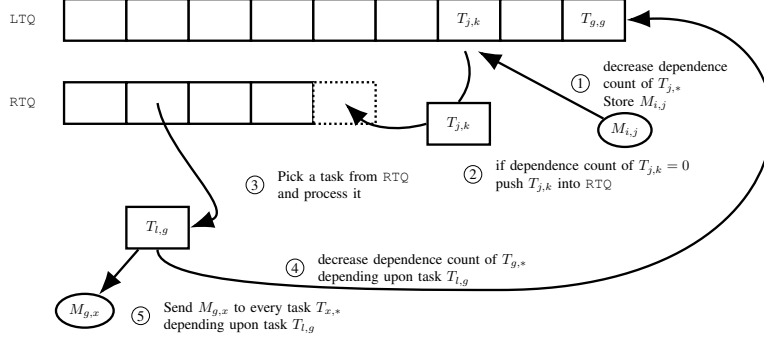 LTQ
T_{j,k}
T_{g,g}
① decrease dependence
count of T_{j,*}
Store M_{i,j}
RTQ
T_{j,k}
M_{i,j}
② if dependence count of T_{j,k} = 0
push T_{j,k} into RTQ
③ Pick a task from RTQ
and process it
T_{l,g}
④ decrease dependence count of T_{g,*}
depending upon task T_{l,g}
M_{g,x}
⑤ Send M_{g,x} to every task T_{x,*}
depending upon task T_{l,g}